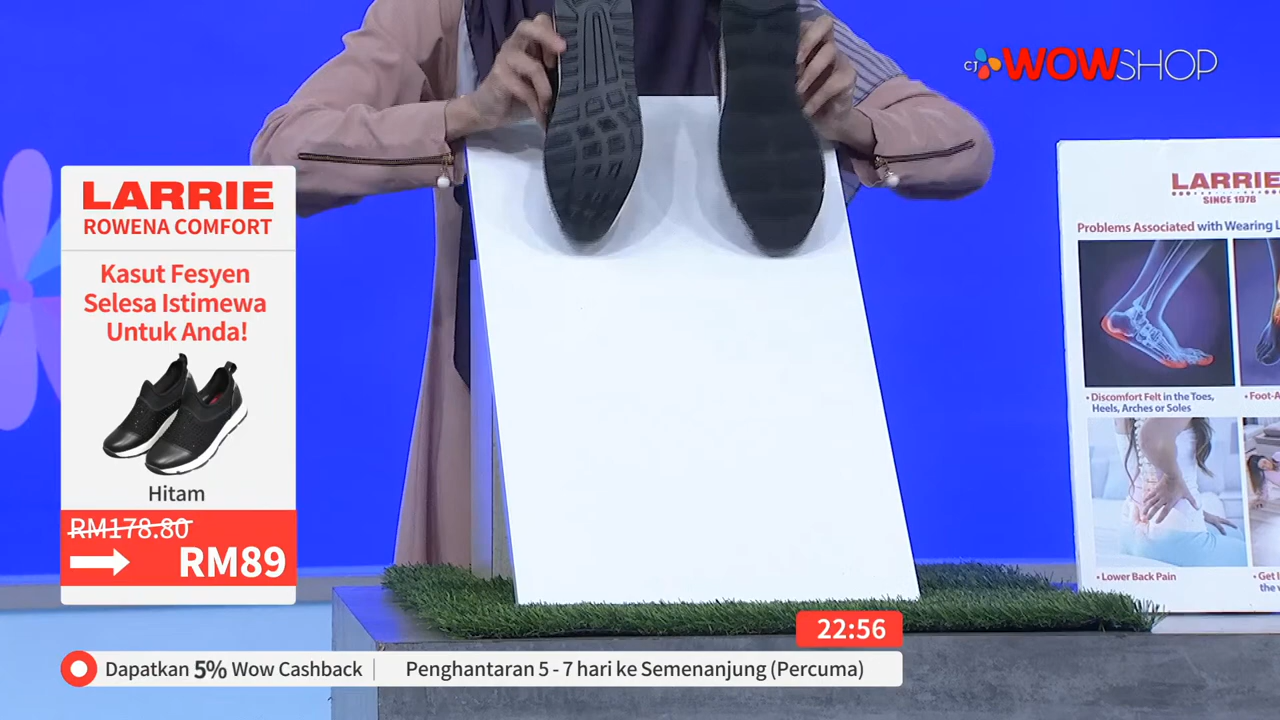 CJ WOWSHOP
LARRIE
ROWENA COMFORT
Kasut Fesyen
Selesa Istimewa
Untuk Anda!
Hitam
RM178.80
RM89
LARRIE
SINCE 1978
Problems Associated with Wearing
• Discomfort Felt in the Toes,
Heels, Arches or Soles
• Lower Back Pain
22:56
Dapatkan 5% Wow Cashback
Penghantaran 5 - 7 hari ke Semenanjung (Percuma)